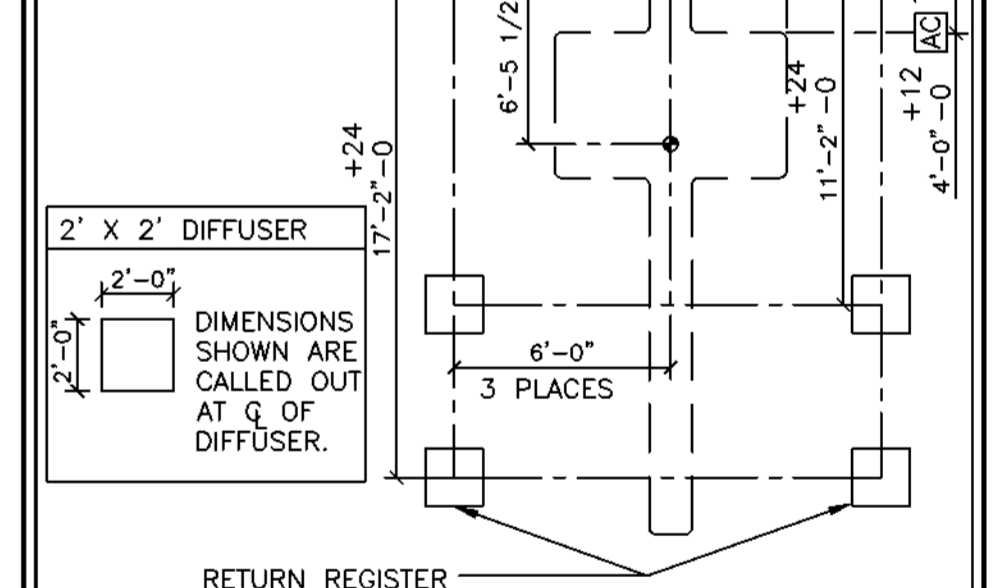 6'-5 1/2
AC
+24
11'-2"-0
+12
4'-0"-0
+24
17'-2"-0
2' X 2' DIFFUSER
2'-0"
2'-0"
DIMENSIONS
SHOWN ARE
CALLED OUT
AT ℄ OF
DIFFUSER.
6'-0"
3 PLACES
RETURN REGISTER